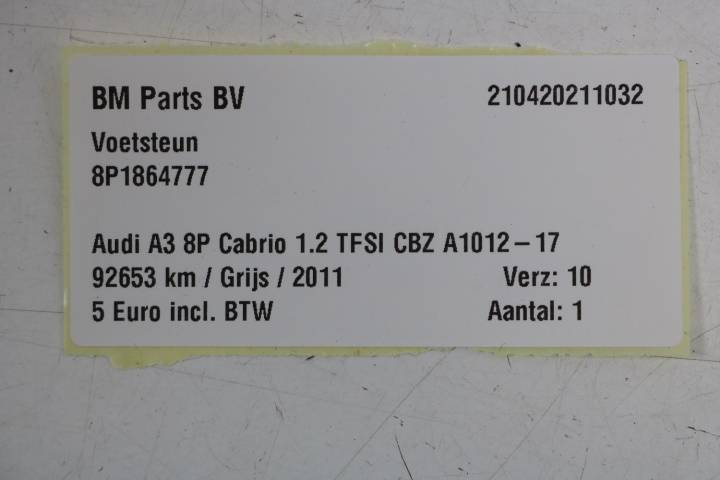 BM Parts BV 210420211032
Voetsteun
8P1864777
Audi A3 8P Cabrio 1.2 TFSI CBZ A1012 – 17
92653 km / Grijs / 2011 Verz: 10
5 Euro incl. BTW Aantal: 1